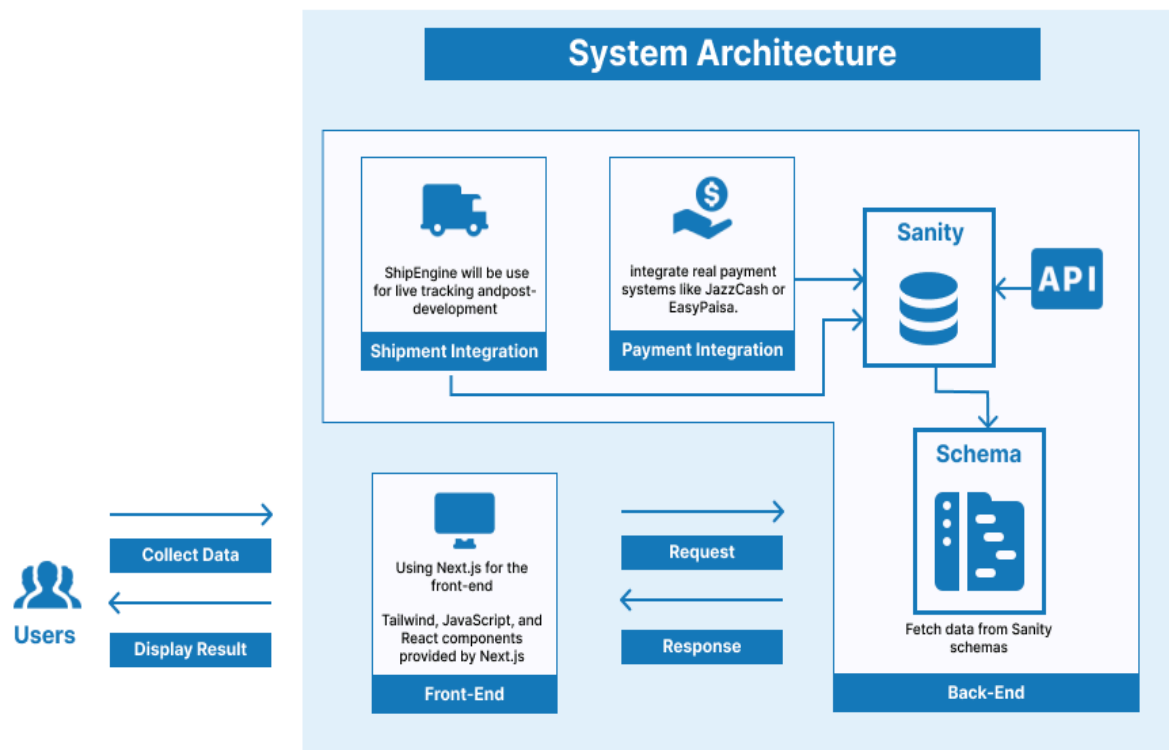 System Architecture
ShipEngine will be use
for live tracking andpost-
development
Shipment Integration
integrate real payment
systems like JazzCash or
EasyPaisa.
Payment Integration
Sanity
API
Schema
Fetch data from Sanity
schemas
Back-End
Users
Collect Data
Display Result
Using Next.js for the
front-end
Tailwind, JavaScript, and
React components
provided by Next.js
Front-End
Request
Response